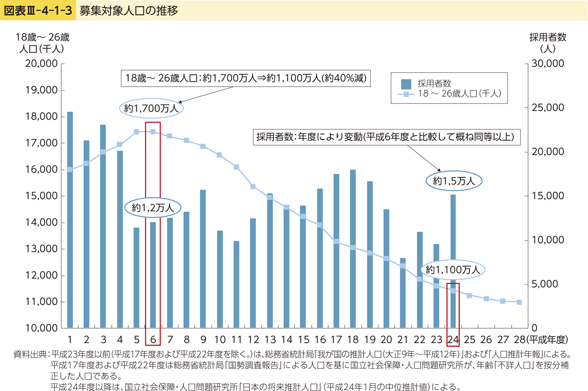 図表Ⅲ-4-1-3 募集対象人口の推移
18歳～26歳
人口(千人)
採用者数
(人)
20,000
19,000
18,000
17,000
16,000
15,000
14,000
13,000
12,000
11,000
10,000
30,000
25,000
20,000
15,000
10,000
5,000
0
18歳～26歳人口：約1,700万人⇒約1,100万人(約40%減)
採用者数
18～26歳人口(千人)
約1,700万人
採用者数：年度により変動(平成6年度と比較して概ね同等以上)
約1.5万人
約1.2万人
約1,100万人
1 2 3 4 5 6 7 8 9 10 11 12 13 14 15 16 17 18 19 20 21 22 23 24 25 26 27 28 (平成年度)
資料出典：平成23年度以前(平成17年度および平成22年度を除く。)は、総務省統計局「我が国の推計人口(大正9年～平成12年)」および「人口推計年報」による。
平成17年度および平成22年度は総務省統計局「国勢調査報告」による人口を基に国立社会保障・人口問題研究所が、年齢「不詳人口」を按分補
正した人口である。
平成24年度以降は、国立社会保障・人口問題研究所「日本の将来推計人口」(平成24年1月の中位推計値)による。